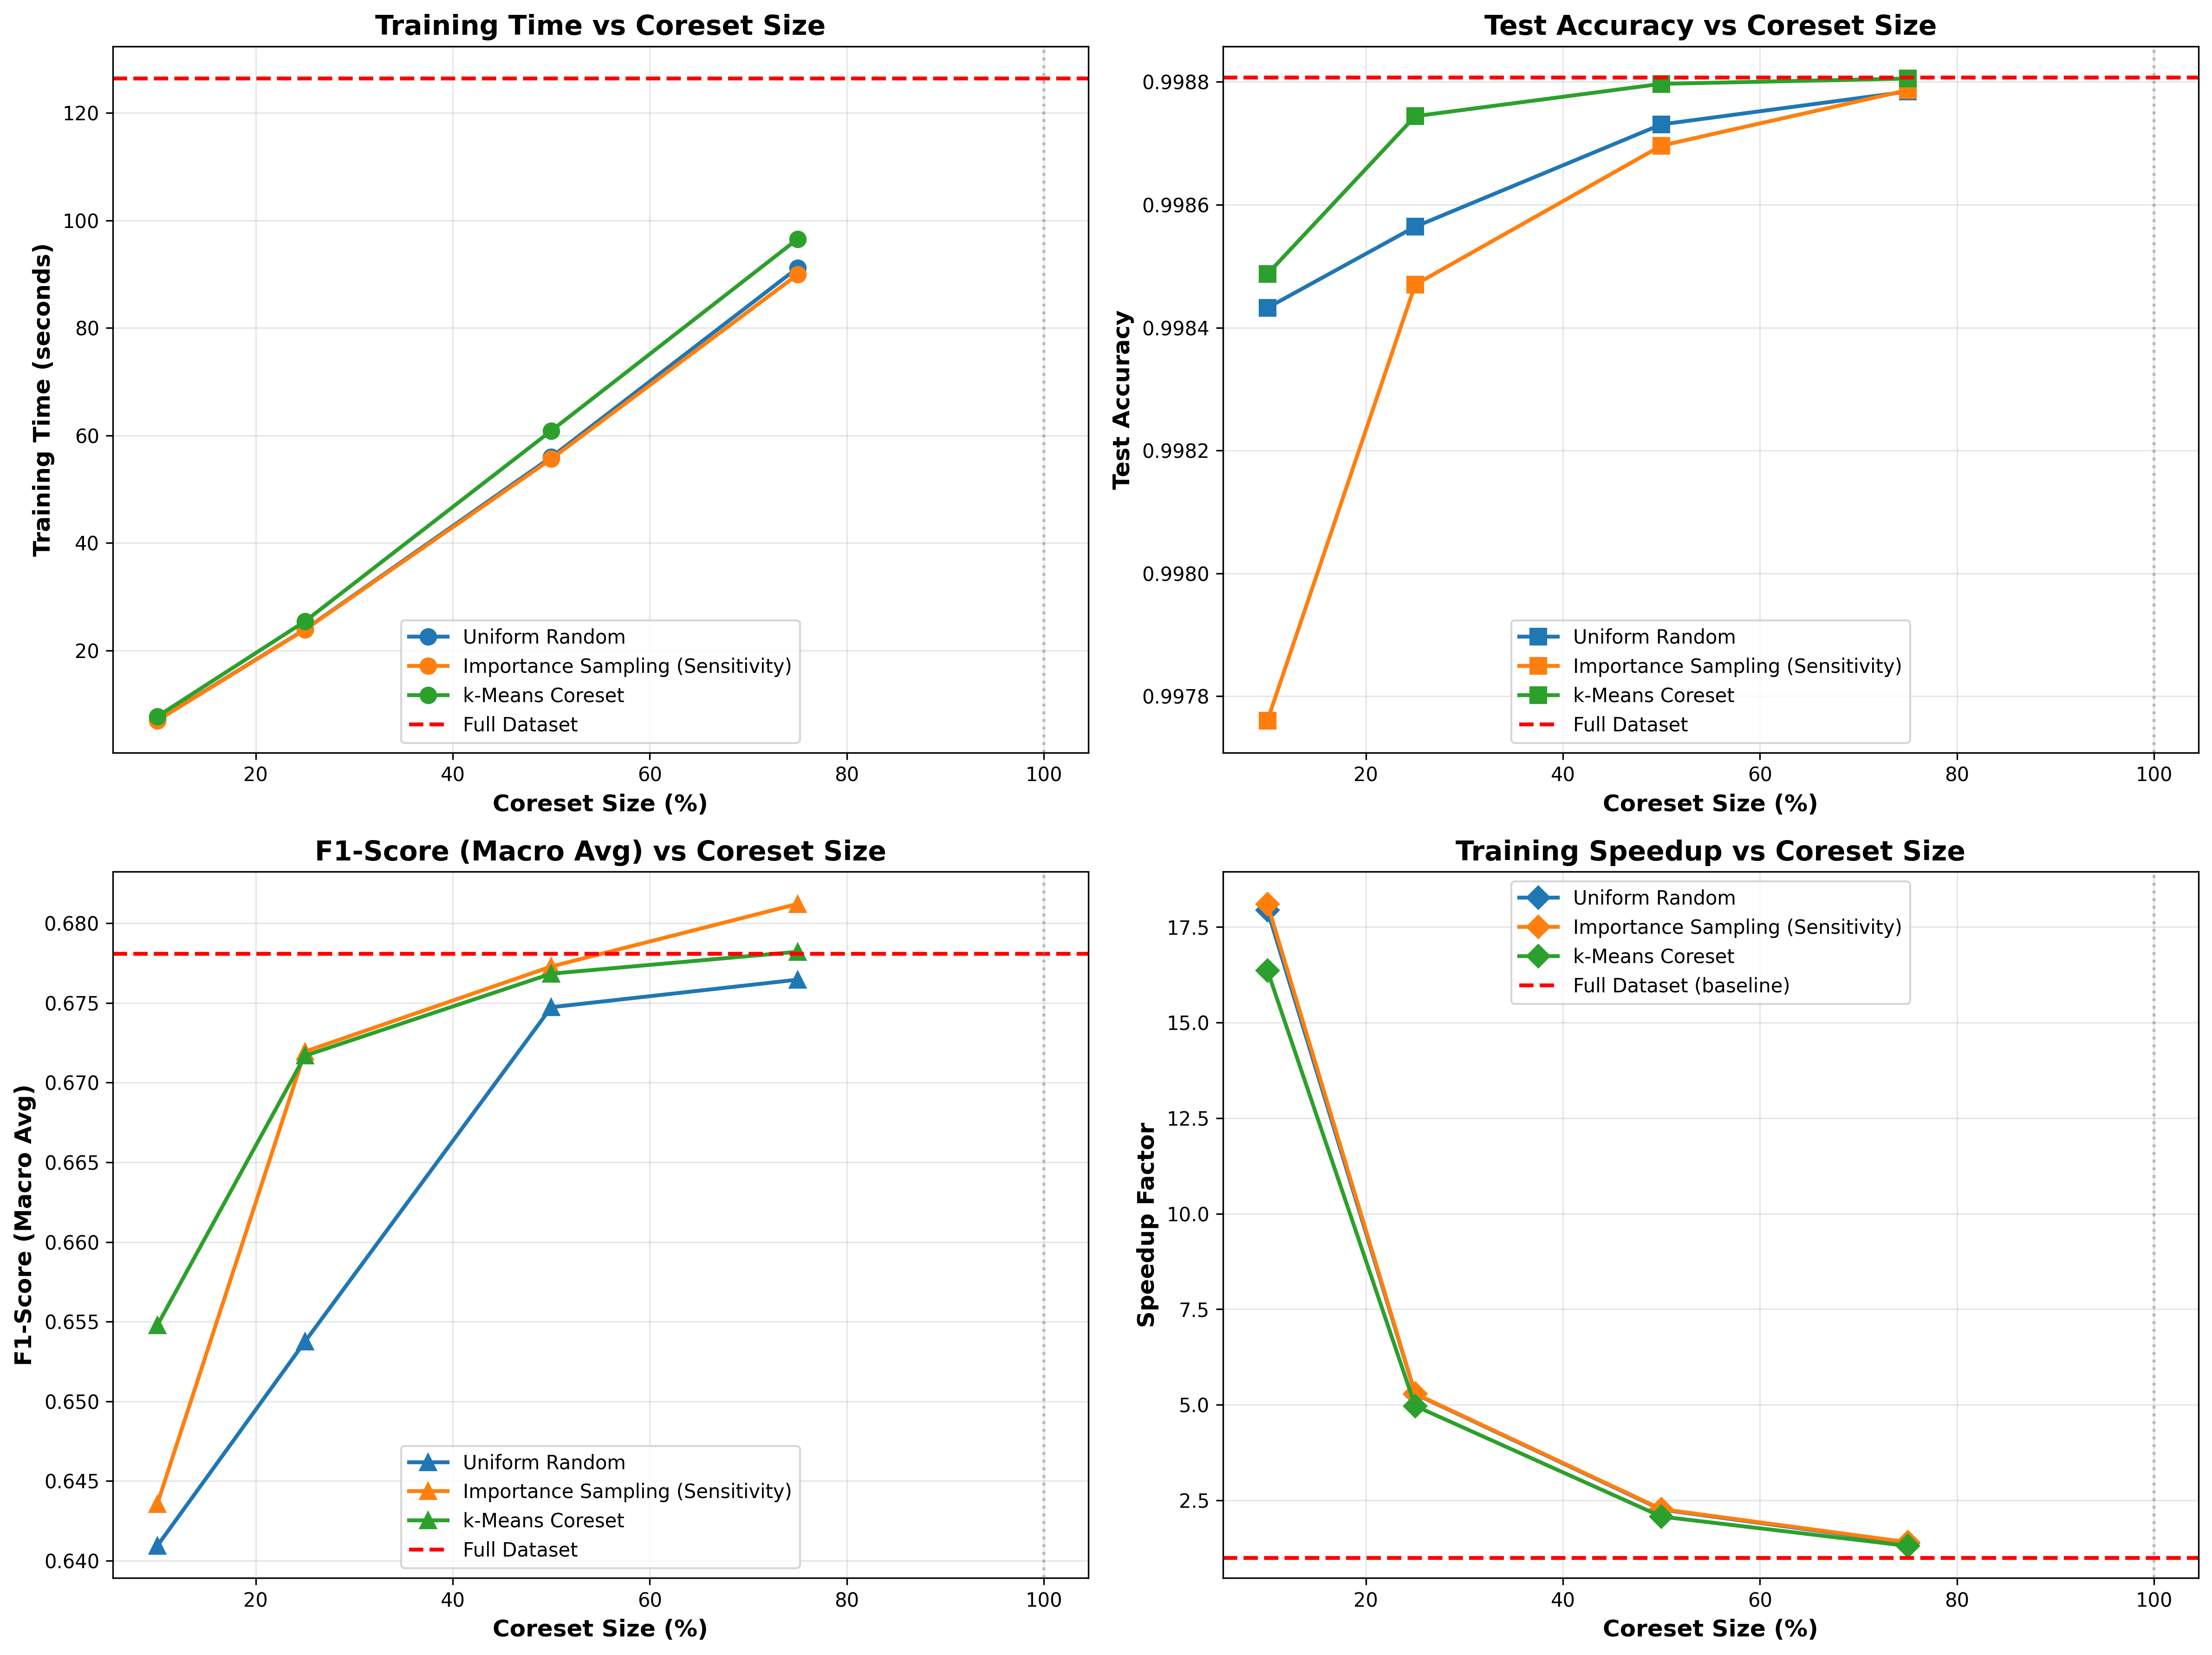 Training Time vs Coreset Size
Training Time (seconds)
120
100
80
60
40
20
Uniform Random
Importance Sampling (Sensitivity)
k-Means Coreset
Full Dataset
20 40 60 80 100
Coreset Size (%)
Test Accuracy vs Coreset Size
Test Accuracy
0.9988
0.9986
0.9984
0.9982
0.9980
0.9978
Uniform Random
Importance Sampling (Sensitivity)
k-Means Coreset
Full Dataset
20 40 60 80 100
Coreset Size (%)
F1-Score (Macro Avg) vs Coreset Size
F1-Score (Macro Avg)
0.680
0.675
0.670
0.665
0.660
0.655
0.650
0.645
0.640
Uniform Random
Importance Sampling (Sensitivity)
k-Means Coreset
Full Dataset
20 40 60 80 100
Coreset Size (%)
Training Speedup vs Coreset Size
Speedup Factor
17.5
15.0
12.5
10.0
7.5
5.0
2.5
Uniform Random
Importance Sampling (Sensitivity)
k-Means Coreset
Full Dataset (baseline)
20 40 60 80 100
Coreset Size (%)